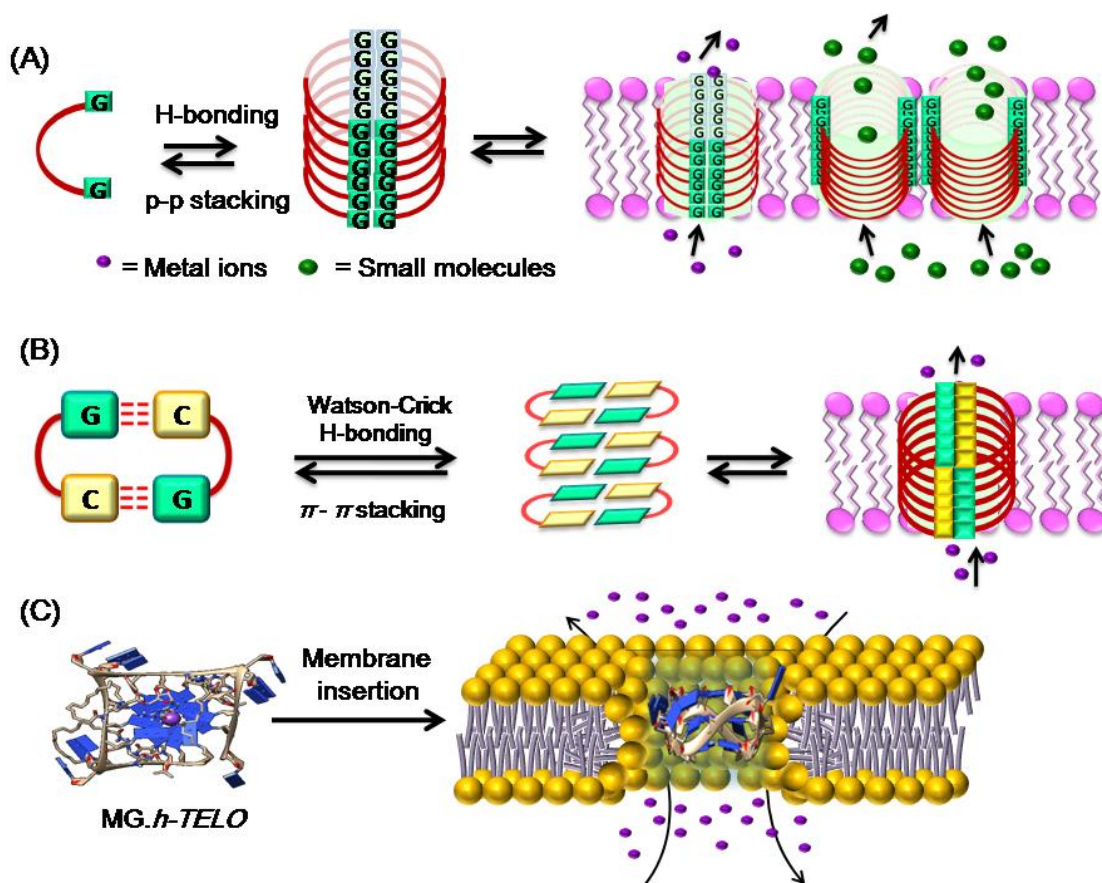 (A)
G
G
H-bonding
p-p stacking
G G
G G
G G
G G
G G
G G
G G
G G
G G
G G
G G
= Metal ions
= Small molecules
(B)
G
C
C
G
Watson-Crick
H-bonding
π- π stacking
(C)
MG.h-TELO
Membrane
insertion